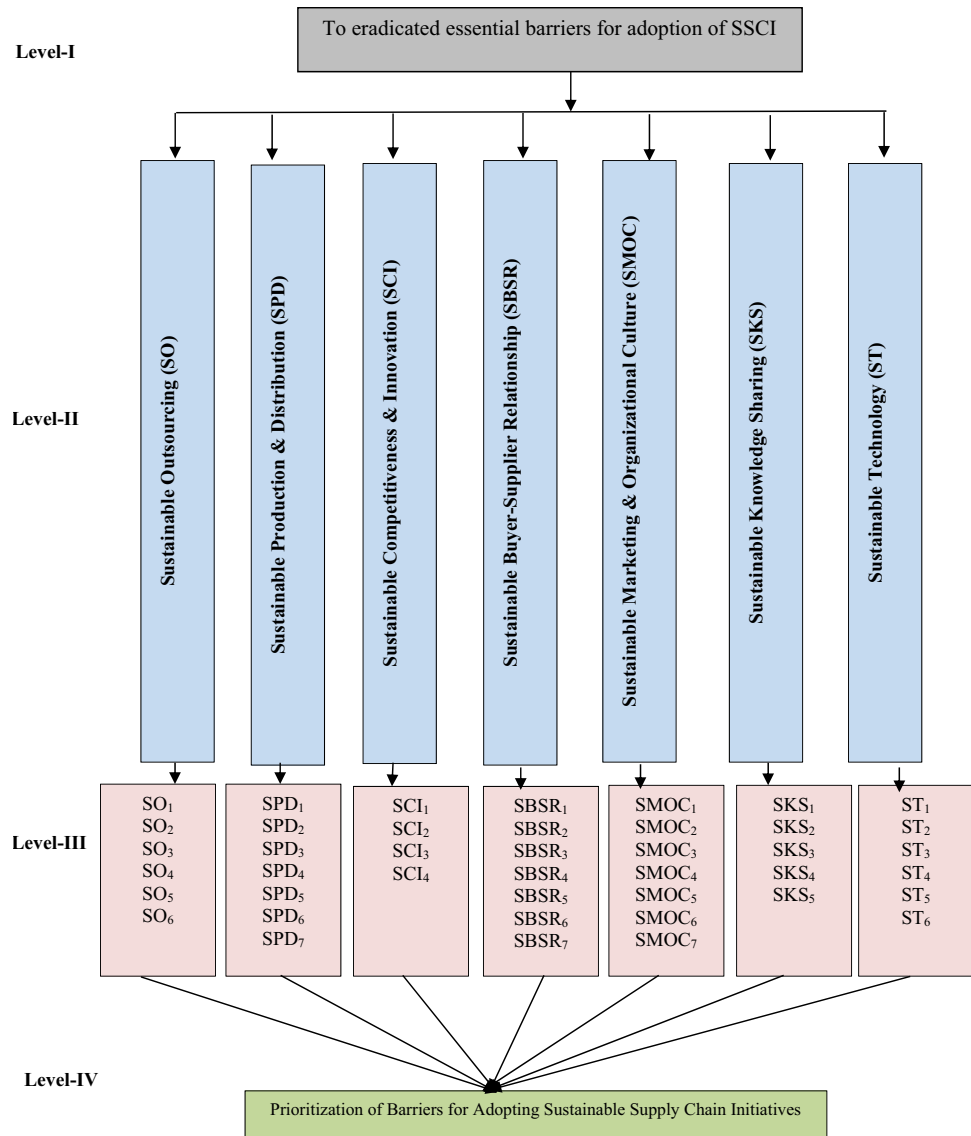 To eradicated essential barriers for adoption of SSCI
Level-I
Level-II
Sustainable Outsourcing (SO)
Sustainable Production & Distribution (SPD)
Sustainable Competitiveness & Innovation (SCI)
Sustainable Buyer-Supplier Relationship (SBSR)
Sustainable Marketing & Organizational Culture (SMOC)
Sustainable Knowledge Sharing (SKS)
Sustainable Technology (ST)
Level-III
SO₁
SO₂
SO₃
SO₄
SO₅
SO₆
SPD₁
SPD₂
SPD₃
SPD₄
SPD₅
SPD₆
SPD₇
SCI₁
SCI₂
SCI₃
SCI₄
SBSR₁
SBSR₂
SBSR₃
SBSR₄
SBSR₅
SBSR₆
SBSR₇
SMOC₁
SMOC₂
SMOC₃
SMOC₄
SMOC₅
SMOC₆
SMOC₇
SKS₁
SKS₂
SKS₃
SKS₄
SKS₅
ST₁
ST₂
ST₃
ST₄
ST₅
ST₆
Level-IV
Prioritization of Barriers for Adopting Sustainable Supply Chain Initiatives